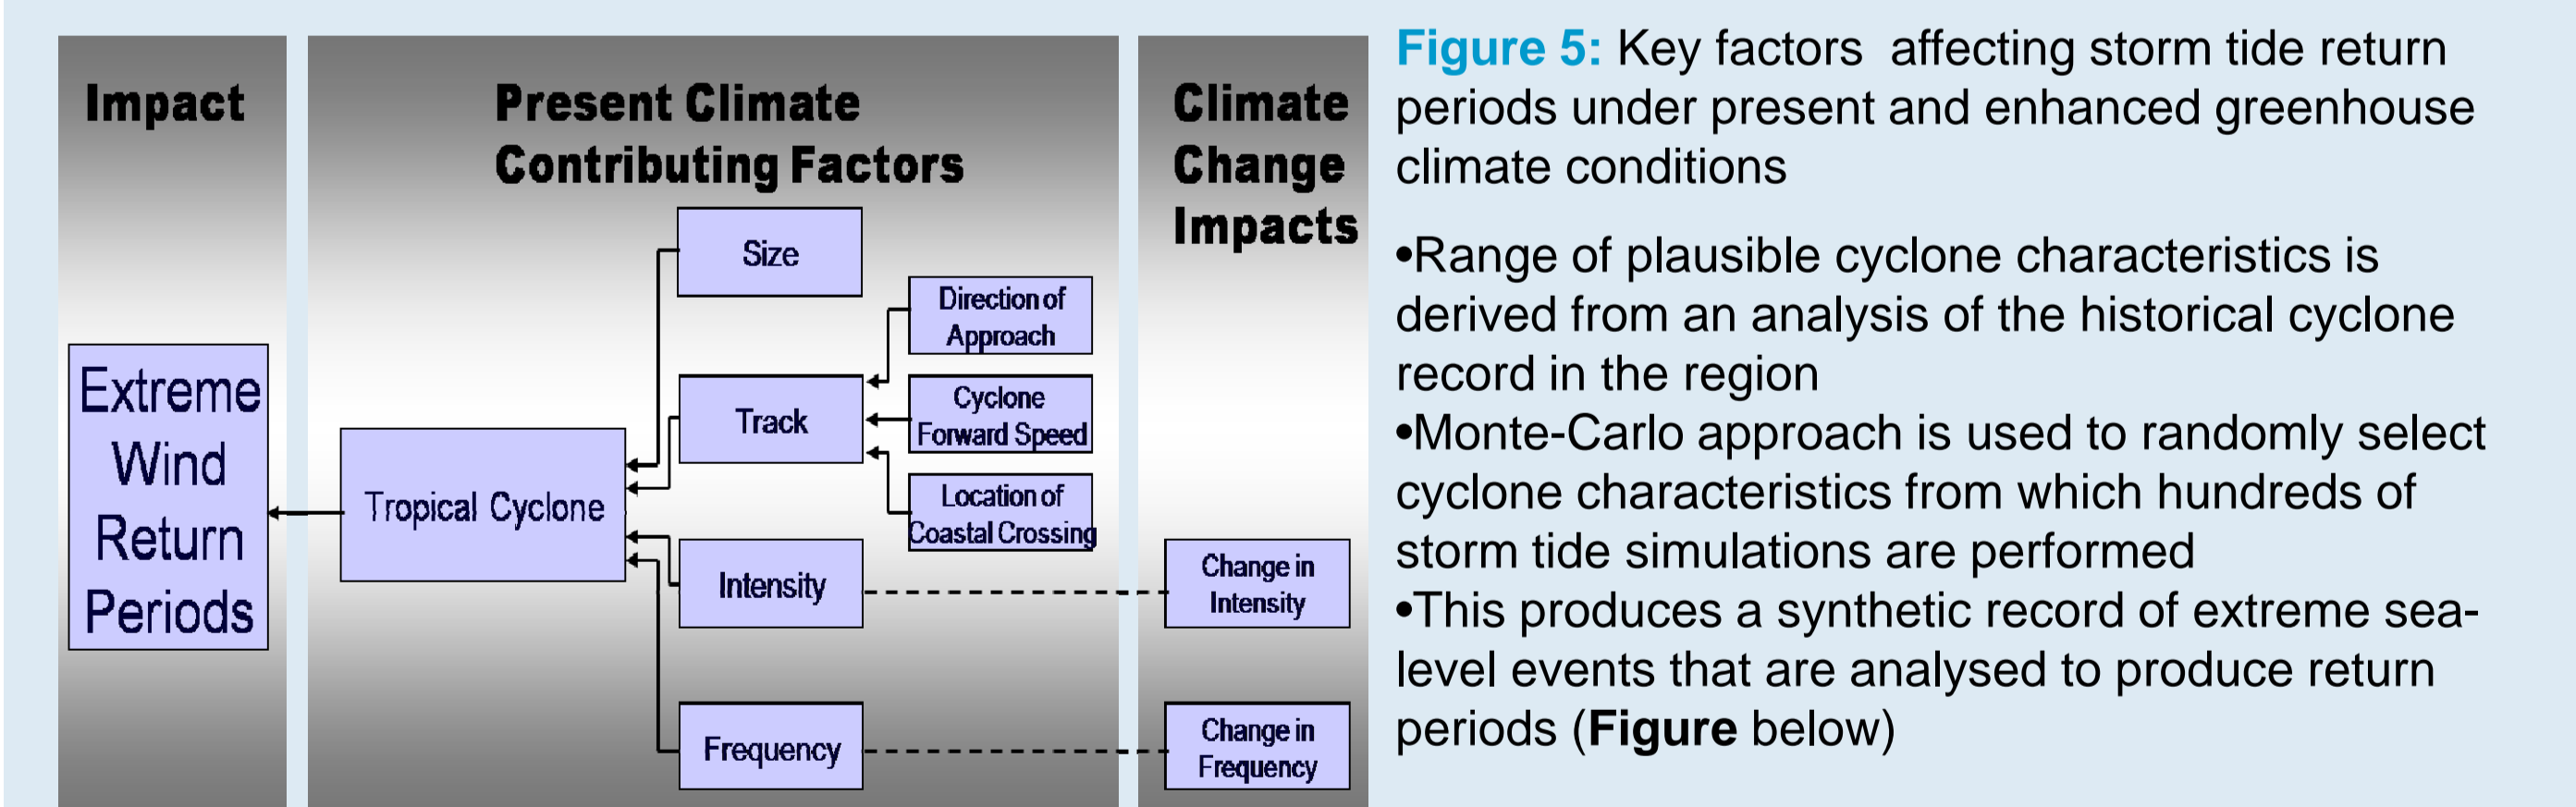 Impact
Present Climate
Contributing Factors
Climate
Change
Impacts
Extreme
Wind
Return
Periods
Tropical Cyclone
Size
Track
Intensity
Frequency
Direction of
Approach
Cyclone
Forward Speed
Location of
Coastal Crossing
Change in
Intensity
Change in
Frequency
Figure 5: Key factors affecting storm tide return
periods under present and enhanced greenhouse
climate conditions
•Range of plausible cyclone characteristics is
derived from an analysis of the historical cyclone
record in the region
•Monte-Carlo approach is used to randomly select
cyclone characteristics from which hundreds of
storm tide simulations are performed
•This produces a synthetic record of extreme sea-
level events that are analysed to produce return
periods (Figure below)